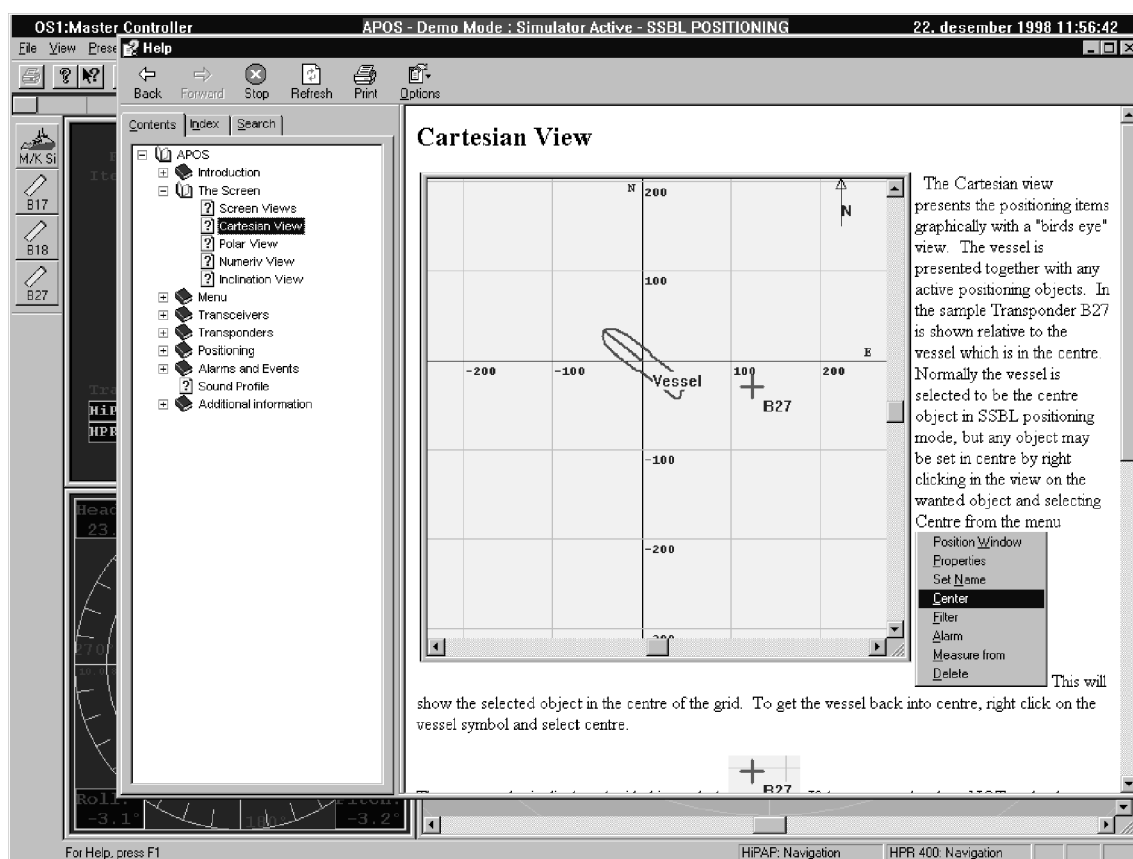 OS1:Master Controller APOS - Demo Mode : Simulator Active - SSBL POSITIONING 22. desember 1998 11:56:42
File View Prese
Help
Back Forward Stop Refresh Print Options
Contents Index Search
M/K Si
B17
B18
B27
APOS
Introduction
The Screen
Screen Views
Cartesian View
Polar View
Numeriv View
Inclination View
Menu
Transceivers
Transponders
Positioning
Alarms and Events
Sound Profile
Additional information
Ite
Tra
HiP
HPR
Head
23.
270°
180°
Roll:
-3.1°
Pitch:
-3.2°
Cartesian View
N 200
N
100
E
-200 -100 100 200
Vessel
B27
-100
-200
The Cartesian view
presents the positioning items
graphically with a "birds eye"
view. The vessel is
presented together with any
active positioning objects. In
the sample Transponder B27
is shown relative to the
vessel which is in the centre.
Normally the vessel is
selected to be the centre
object in SSBL positioning
mode, but any object may
be set in centre by right
clicking in the view on the
wanted object and selecting
Centre from the menu
Position Window
Properties
Set Name
Center
Filter
Alarm
Measure from
Delete
This will
show the selected object in the centre of the grid. To get the vessel back into centre, right click on the
vessel symbol and select centre.
B27
For Help, press F1 HiPAP: Navigation HPR 400: Navigation